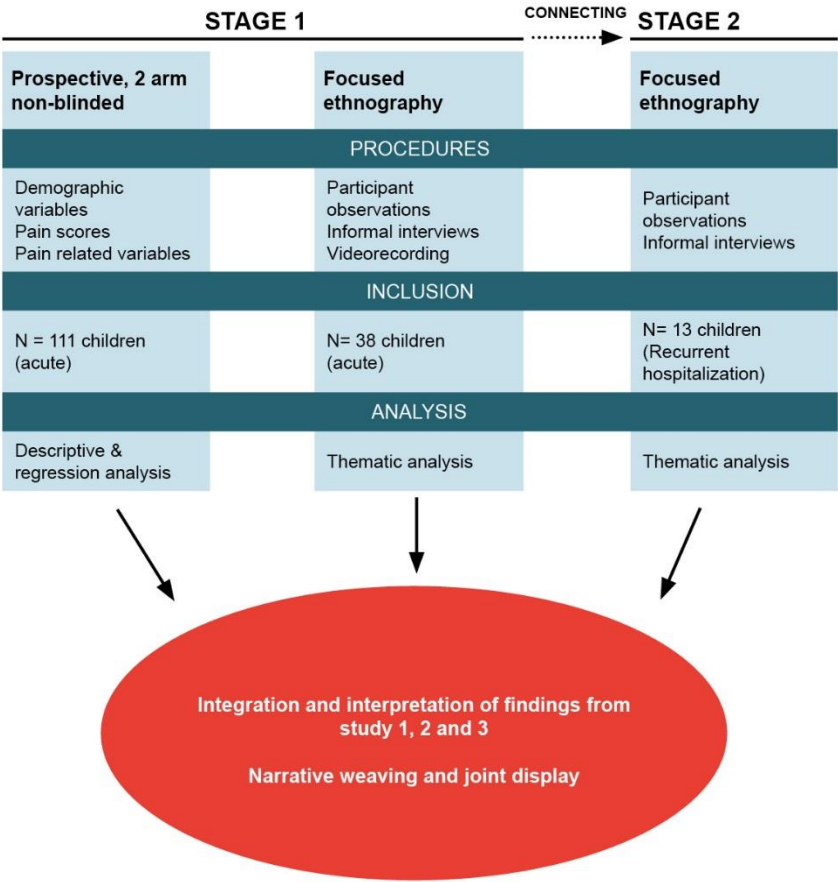 STAGE 1
CONNECTING
STAGE 2
Prospective, 2 arm
non-blinded
Focused
ethnography
Focused
ethnography
PROCEDURES
Demographic
variables
Pain scores
Pain related variables
Participant
observations
Informal interviews
Videorecording
Participant
observations
Informal interviews
INCLUSION
N = 111 children
(acute)
N= 38 children
(acute)
N= 13 children
(Recurrent
hospitalization)
ANALYSIS
Descriptive &
regression analysis
Thematic analysis
Thematic analysis
Integration and interpretation of findings from
study 1, 2 and 3
Narrative weaving and joint display